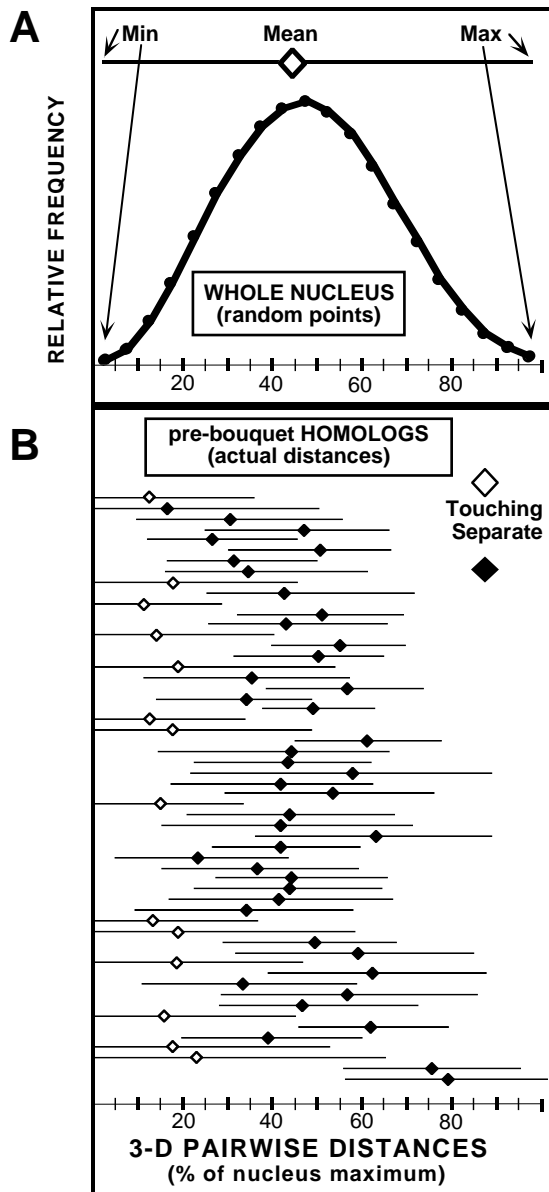 A
Min
Mean
Max
RELATIVE FREQUENCY
WHOLE NUCLEUS
(random points)
20
40
60
80
B
pre-bouquet HOMOLOGS
(actual distances)
Touching
Separate
20
40
60
80
3-D PAIRWISE DISTANCES
(% of nucleus maximum)